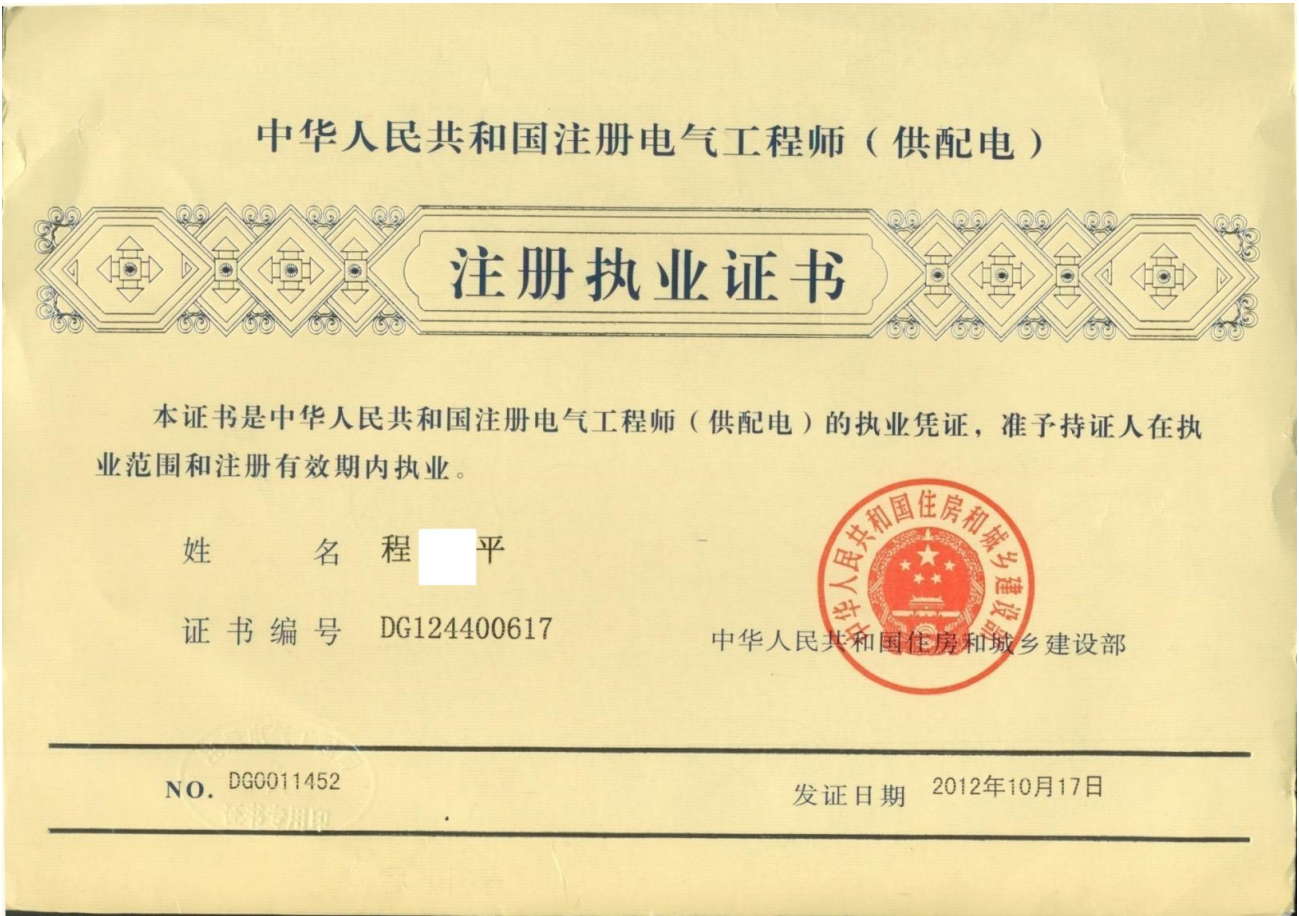 中华人民共和国注册电气工程师（供配电）
注册执业证书
本证书是中华人民共和国注册电气工程师（供配电）的执业凭证，准予持证人在执
业范围和注册有效期内执业。
姓名 程 平
中华人民共和国住房和城乡建设部
证书编号 DG124400617
中华人民共和国住房和城乡建设部
NO. DG0011452
发证日期 2012年10月17日